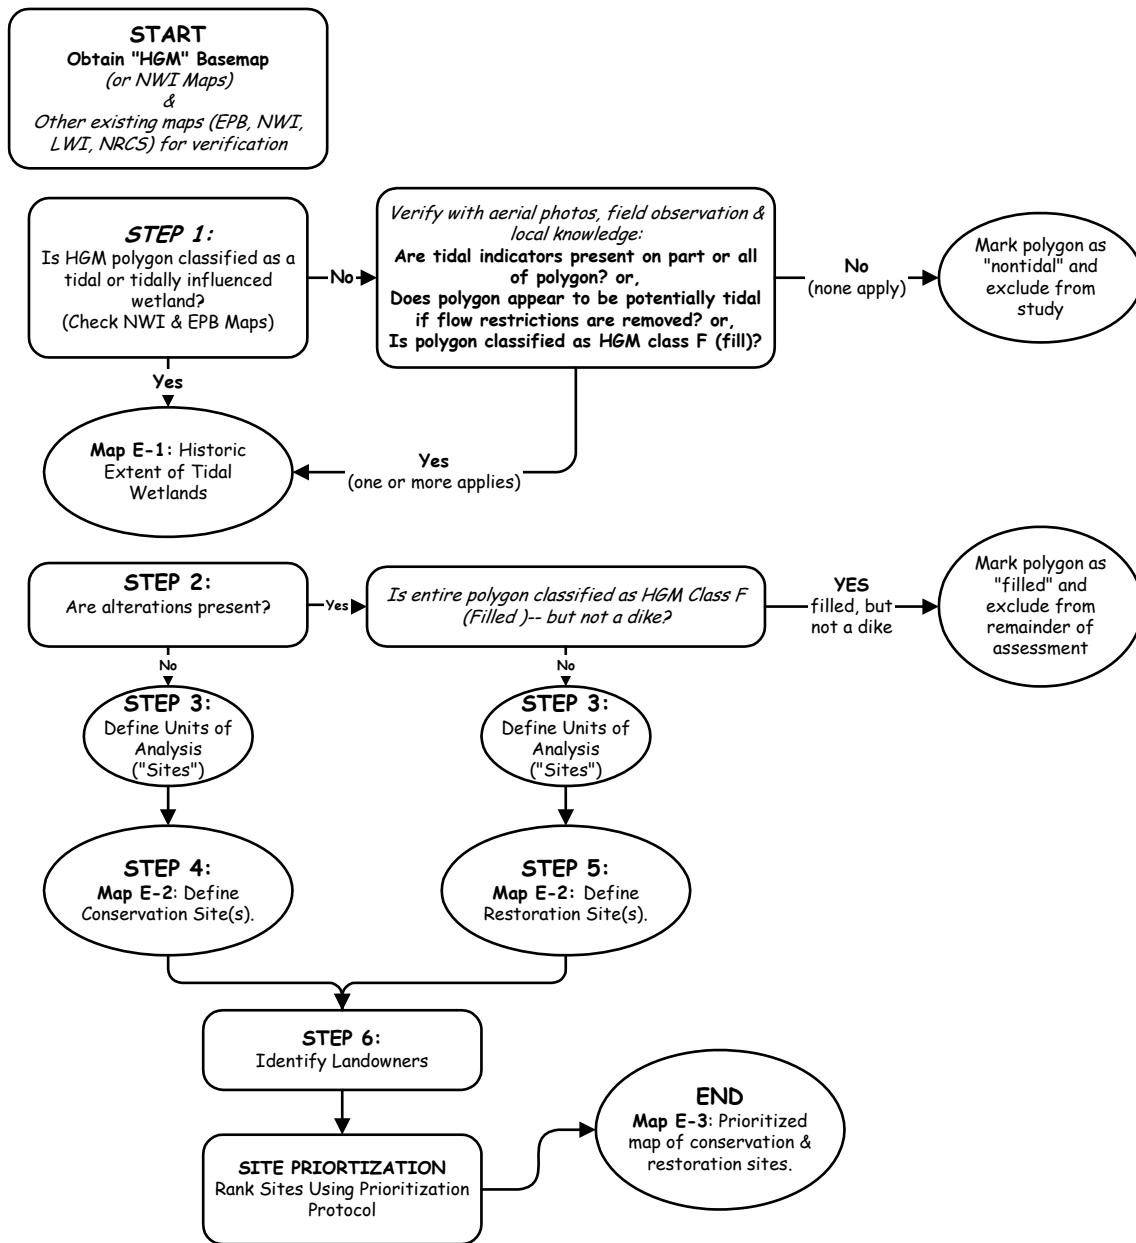 START
Obtain "HGM" Basemap
(or NWI Maps)
&
Other existing maps (EPB, NWI,
LWI, NRCS) for verification
STEP 1:
Is HGM polygon classified as a
tidal or tidally influenced
wetland?
(Check NWI & EPB Maps)
No
Verify with aerial photos, field observation &
local knowledge:
Are tidal indicators present on part or all
of polygon? or,
Does polygon appear to be potentially tidal
if flow restrictions are removed? or,
Is polygon classified as HGM class F (fill)?
No
(none apply)
Mark polygon as
"nontidal" and
exclude from
study
Yes
Map E-1: Historic
Extent of Tidal
Wetlands
Yes
(one or more applies)
STEP 2:
Are alterations present?
Yes
Is entire polygon classified as HGM Class F
(Filled )-- but not a dike?
YES
filled, but
not a dike
Mark polygon as
"filled" and
exclude from
remainder of
assessment
No
No
STEP 3:
Define Units of
Analysis
("Sites")
STEP 3:
Define Units of
Analysis
("Sites")
STEP 4:
Map E-2: Define
Conservation Site(s).
STEP 5:
Map E-2: Define
Restoration Site(s).
STEP 6:
Identify Landowners
SITE PRIORTIZATION
Rank Sites Using Prioritization
Protocol
END
Map E-3: Prioritized
map of conservation &
restoration sites.